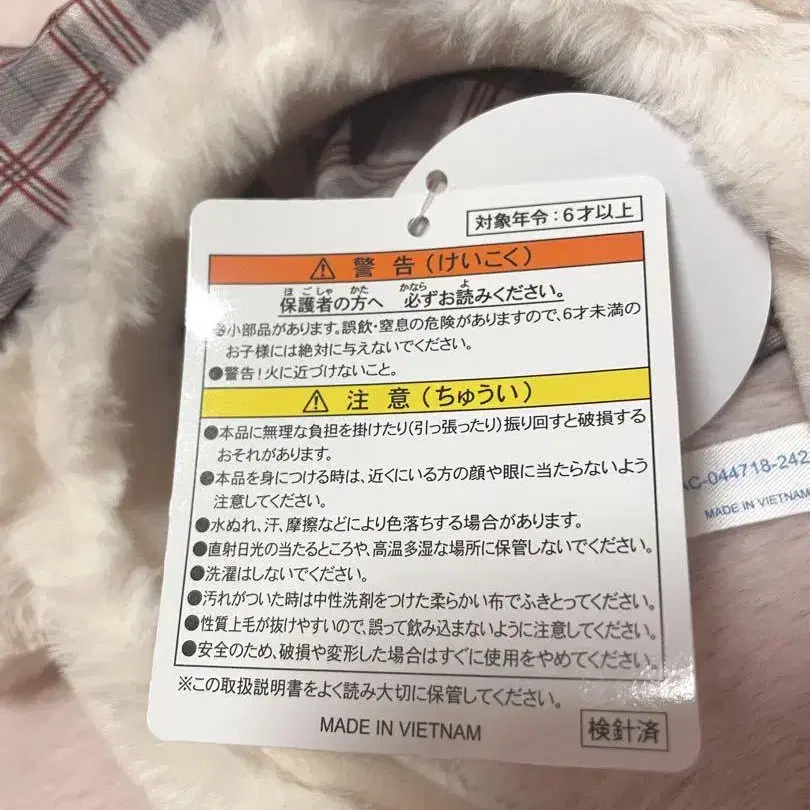 対象年令:6才以上
⚠ 警告(けいこく)
保護者の方へ 必ずお読みください。
小部品があります。誤飲・窒息の危険がありますので、6才未満の
お子様には絶対に与えないでください。
●警告!火に近づけないこと。
⚠ 注意(ちゅうい)
●本品に無理な負担を掛けたり(引っ張ったり)振り回すと破損する
おそれがあります。
●本品を身につける時は、近くにいる方の顔や眼に当たらないよう
注意してください。
●水ぬれ、汗、摩擦などにより色落ちする場合があります。
●直射日光の当たるところや、高温多湿な場所に保管しないでください。
●洗濯はしないでください。
●汚れがついた時は中性洗剤をつけた柔らかい布でふきとってください。
●性質上毛が抜けやすいので、誤って飲み込まないように注意してください。
●安全のため、破損や変形した場合はすぐに使用をやめてください。
※この取扱説明書をよく読み大切に保管してください。
MADE IN VIETNAM
検針済
AC-044718-242
MADE IN VIETNAM